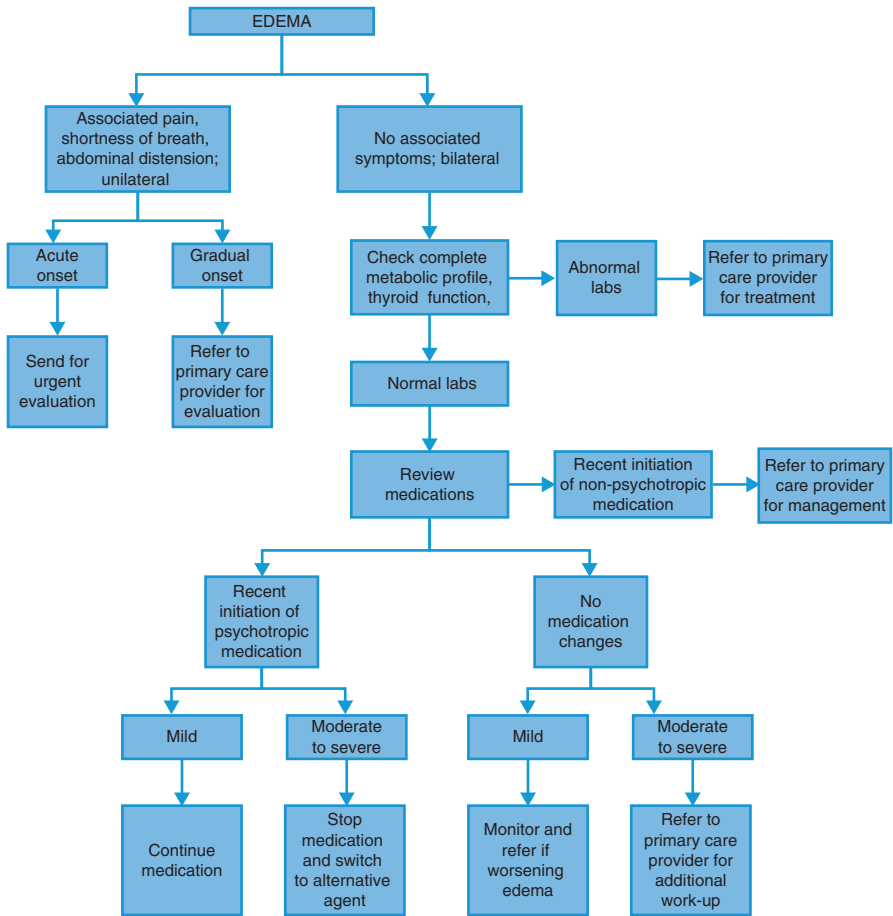 EDEMA
Associated pain,
shortness of breath,
abdominal distension;
unilateral
No associated
symptoms; bilateral
Acute
onset
Gradual
onset
Check complete
metabolic profile,
thyroid function,
Abnormal
labs
Refer to primary
care provider
for treatment
Send for
urgent
evaluation
Refer to
primary care
provider for
evaluation
Normal labs
Review
medications
Recent initiation
of non-psychotropic
medication
Refer to primary
care provider
for management
Recent
initiation of
psychotropic
medication
No
medication
changes
Mild
Moderate
to severe
Mild
Moderate
to severe
Continue
medication
Stop
medication
and switch
to alternative
agent
Monitor and
refer if
worsening
edema
Refer to
primary care
provider for
additional
work-up